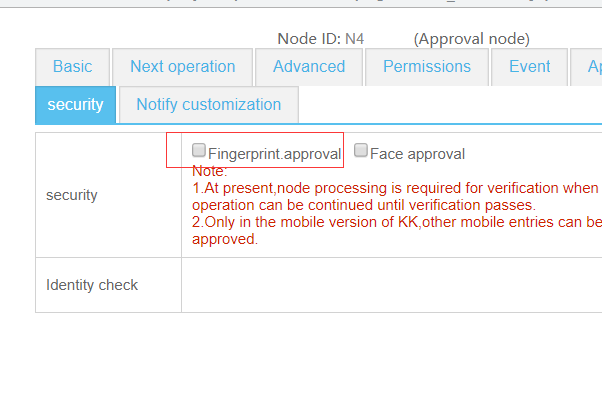 Node ID: N4 (Approval node)
Basic Next operation Advanced Permissions Event Ap
security Notify customization
security
Fingerprint.approval Face approval
Note:
1.At present,node processing is required for verification when
operation can be continued until verification passes.
2.Only in the mobile version of KK,other mobile entries can be
approved.
Identity check